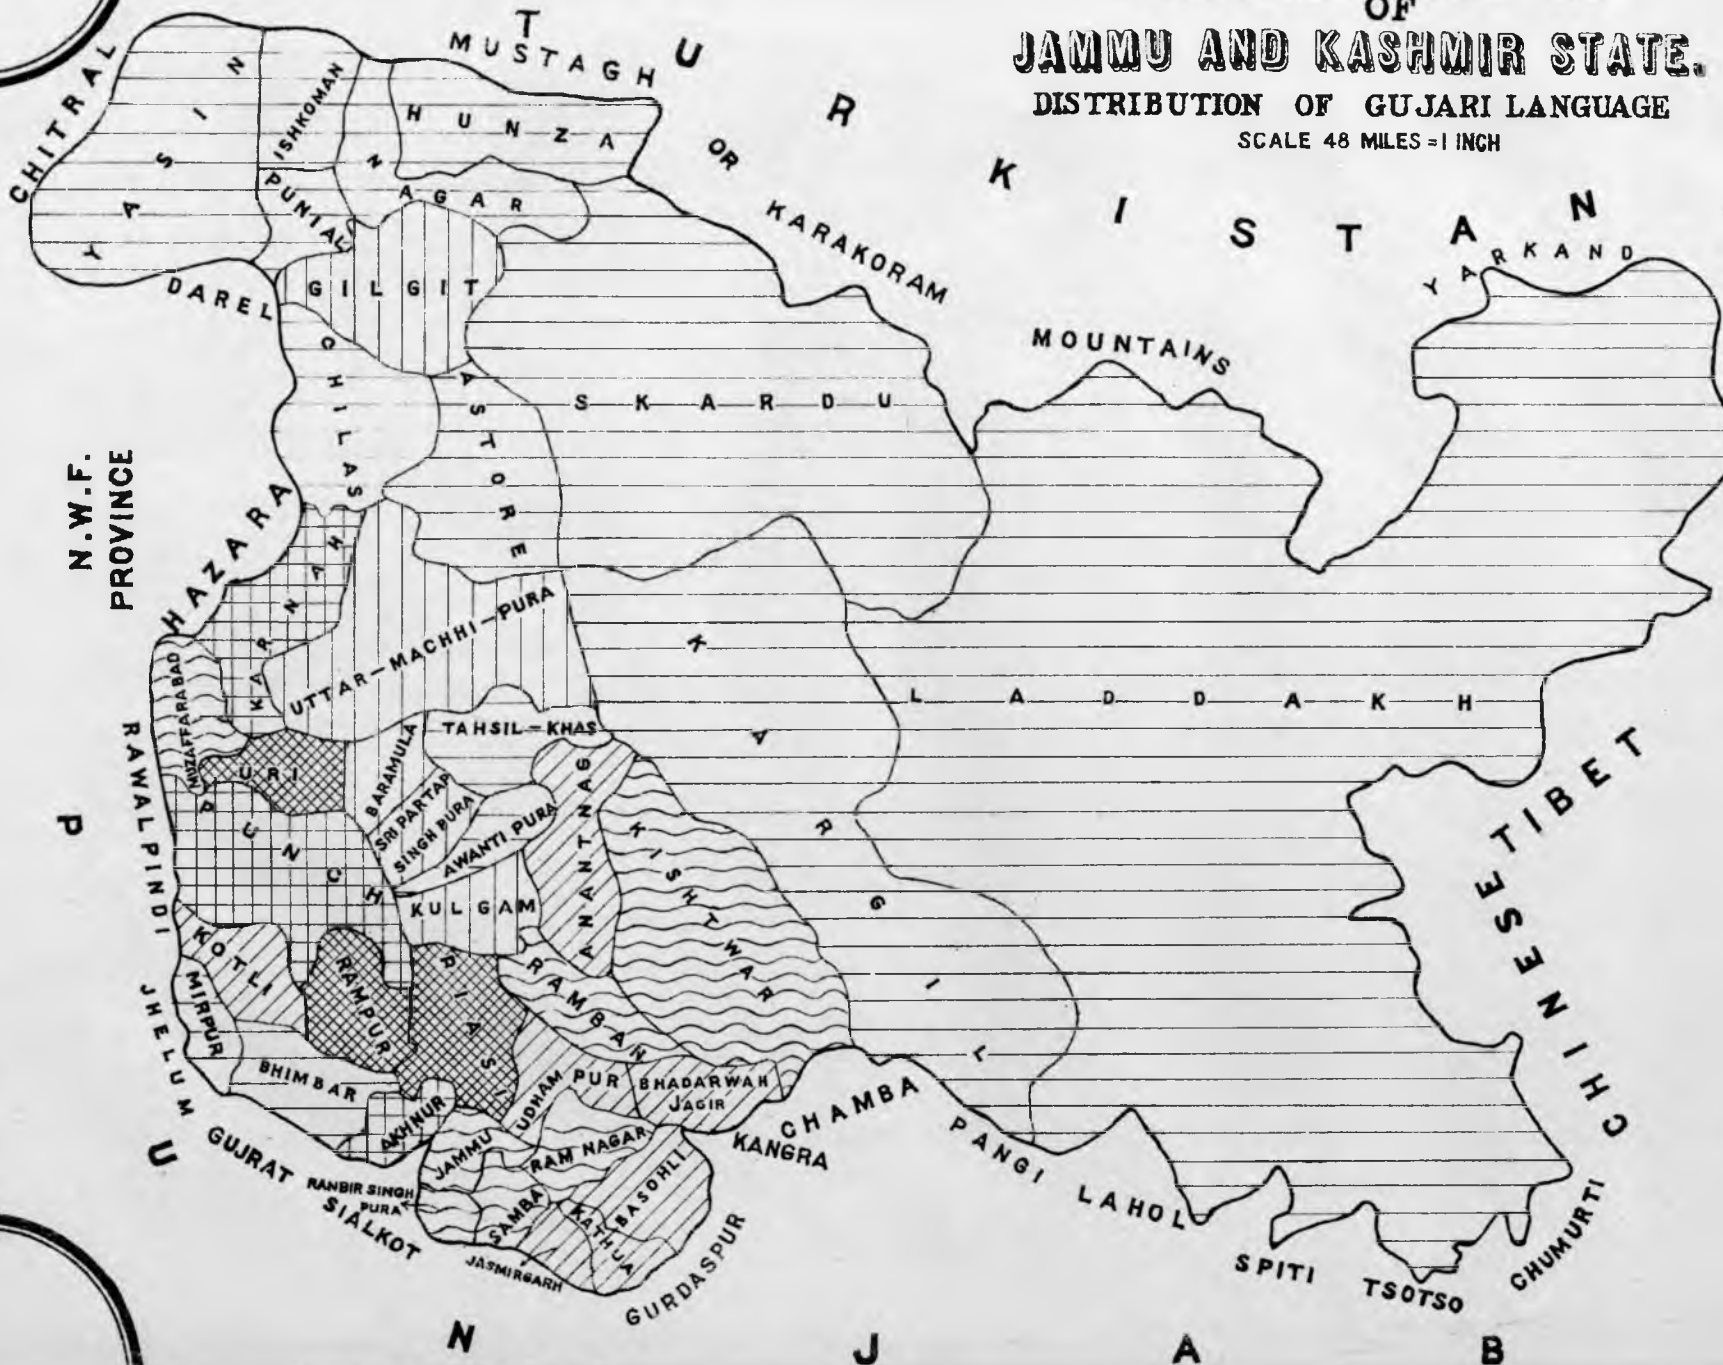 OF
JAMMU AND KASHMIR STATE.
DISTRIBUTION OF GUJARI LANGUAGE
SCALE 48 MILES = 1 INCH
TURKISTAN
MUSTAGH
OR
KARAKORAM
MOUNTAINS
YARKAND
CHITRAL
YASIN
ISHKOMAN
HUNZA
NAGAR
PUNIAL
DAREL
GILGIT
CHILAS
ASTORE
SKARDU
N.W.F.
PROVINCE
HAZARA
KARNAH
UTTAR-MACHHI-PURA
KARGIL
LADDAKH
MUZAFFARABAD
URI
BARAMULA
TAHSIL-KHAS
SRI PARTAP
SINGH PURA
AWANTI PURA
ANANTNAG
KISHTWAR
RAWALPINDI
PUNCH
KULGAM
KOTLI
RAMPUR
RIASI
RAMBAN
MIRPUR
JHELUM
BHIMBAR
AKHNUR
UDHAMPUR
BHADARWAH
JAGIR
JAMMU
RAM NAGAR
BASOHLI
RANBIR SINGH
PURA
SAMBA
KATHUA
JASMIRGARH
GUJRAT
SIALKOT
GURDASPUR
KANGRA
CHAMBA
PANGI
LAHOL
SPITI
TSOTSO
CHUMURTI
CHINESE TIBET
PUNJAB